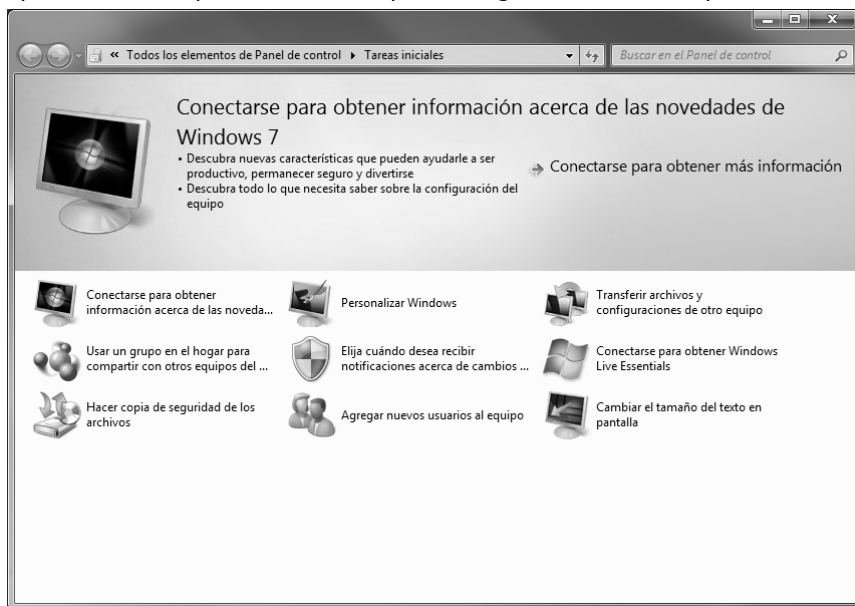 « Todos los elementos de Panel de control ▸ Tareas iniciales
Buscar en el Panel de control
Conectarse para obtener información acerca de las novedades de
Windows 7
• Descubra nuevas características que pueden ayudarle a ser
productivo, permanecer seguro y divertirse
• Descubra todo lo que necesita saber sobre la configuración del
equipo
Conectarse para obtener más información
Conectarse para obtener
información acerca de las noveda...
Personalizar Windows
Transferir archivos y
configuraciones de otro equipo
Usar un grupo en el hogar para
compartir con otros equipos del ...
Elija cuándo desea recibir
notificaciones acerca de cambios ...
Conectarse para obtener Windows
Live Essentials
Hacer copia de seguridad de los
archivos
Agregar nuevos usuarios al equipo
Cambiar el tamaño del texto en
pantalla